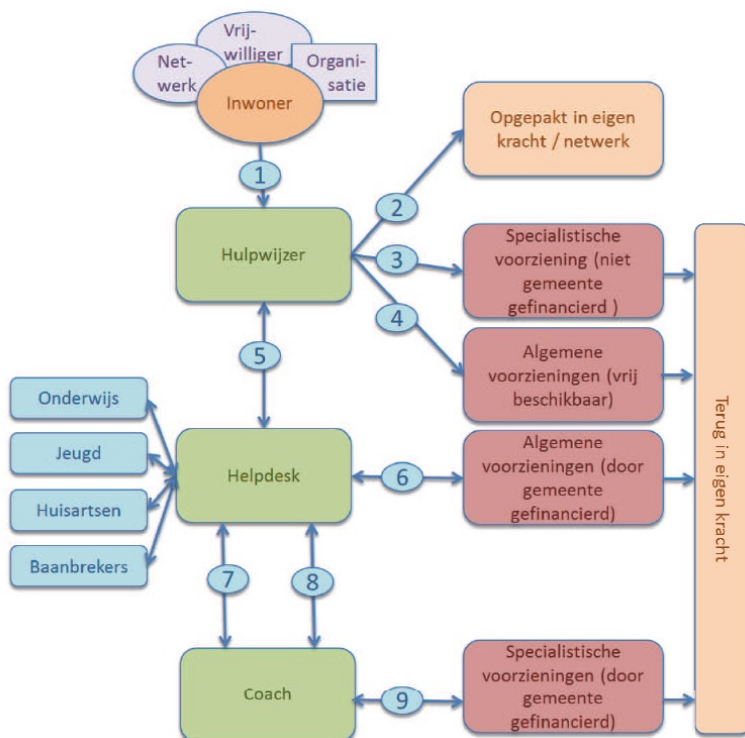 Vrij-
williger
Net-
werk
Organi-
satie
Inwoner
1
Opgepakt in eigen
kracht / netwerk
2
Hulpwijzer
3
Specialistische
voorziening (niet
gemeente
gefinancierd )
4
Algemene
voorzieningen (vrij
beschikbaar)
5
Onderwijs
Jeugd
Huisartsen
Baanbrekers
Helpdesk
6
Algemene
voorzieningen (door
gemeente
gefinancierd)
7
8
Coach
9
Specialistische
voorzieningen (door
gemeente
gefinancierd)
Terug in eigen kracht